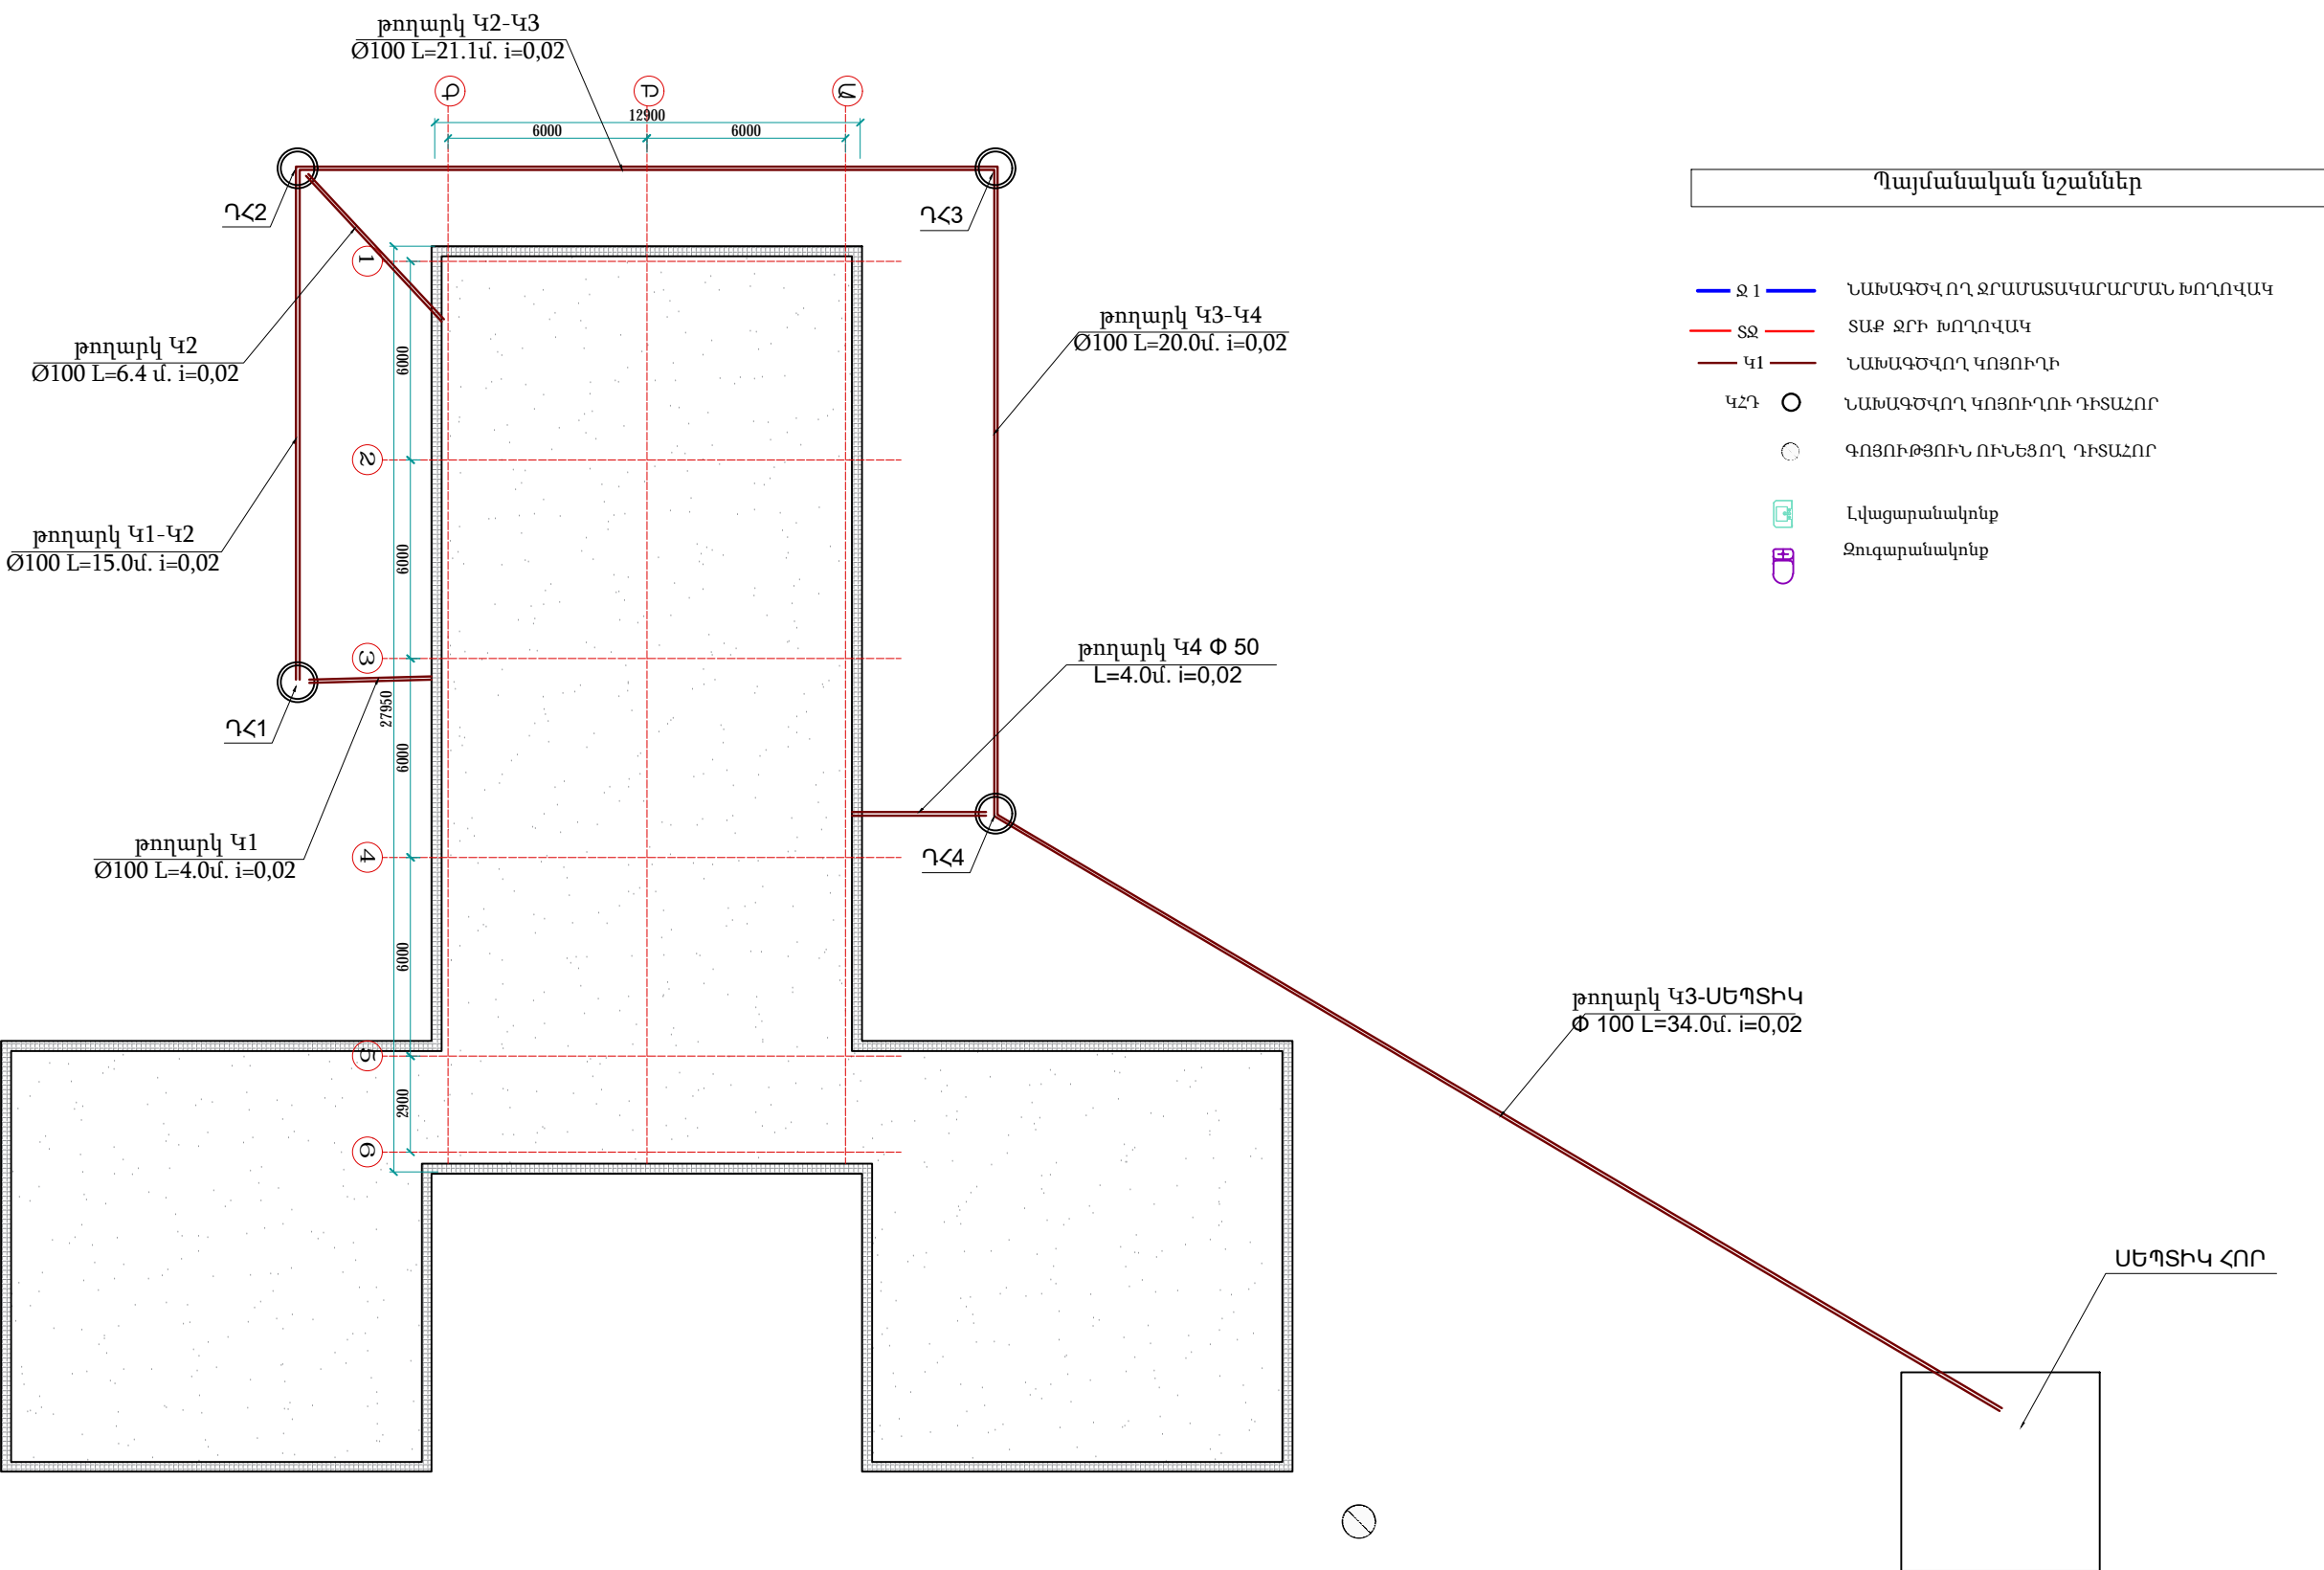 թողարկ Կ2-Կ3
Ø100 L=21.1մ. i=0,02
Գ
Բ
Ա
12900
6000
6000
ԴՀ2
ԴՀ3
Պայմանական նշաններ
1
Ջ 1
ՆԱԽԱԳԾՎՈՂ ՋՐԱՄԱՏԱԿԱՐԱՐՄԱՆ ԽՈՂՈՎԱԿ
ՏՋ
ՏԱՔ ՋՐԻ ԽՈՂՈՎԱԿ
Կ1
ՆԱԽԱԳԾՎՈՂ ԿՈՅՈՒՂԻ
ԿՀԴ
ՆԱԽԱԳԾՎՈՂ ԿՈՅՈՒՂՈՒ ԴԻՏԱՀՈՐ
ԳՈՅՈՒԹՅՈՒՆ ՈՒՆԵՑՈՂ ԴԻՏԱՀՈՐ
Լվացարանակոնք
Զուգարանակոնք
թողարկ Կ2
Ø100 L=6.4 մ. i=0,02
6000
թողարկ Կ3-Կ4
Ø100 L=20.0մ. i=0,02
2
թողարկ Կ1-Կ2
Ø100 L=15.0մ. i=0,02
6000
3
թողարկ Կ4 Ф 50
L=4.0մ. i=0,02
27950
ԴՀ1
6000
թողարկ Կ1
Ø100 L=4.0մ. i=0,02
4
ԴՀ4
6000
թողարկ Կ3-ՍԵՊՏԻԿ
Ф 100 L=34.0մ. i=0,02
5
2900
6
ՍԵՊՏԻԿ ՀՈՐ